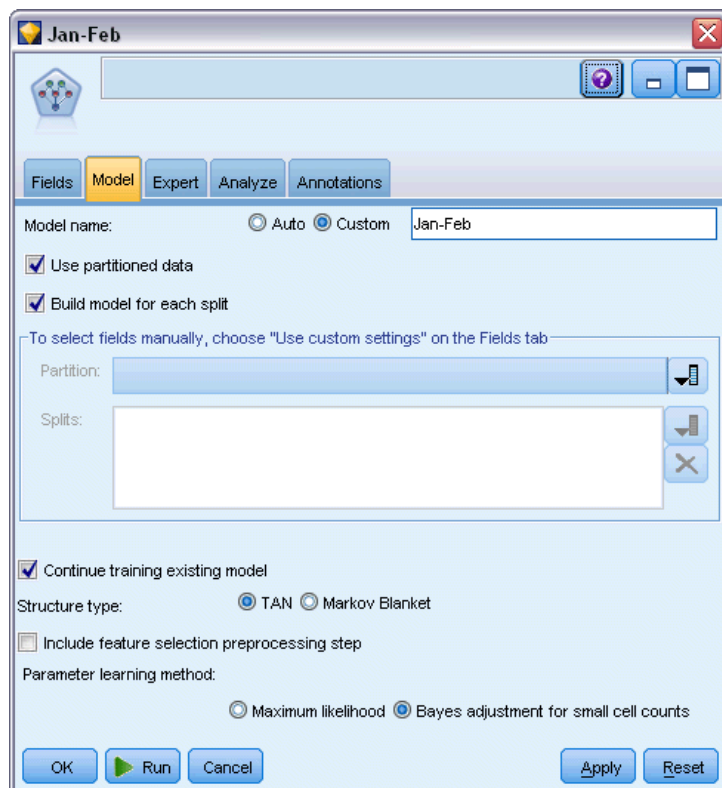 Jan-Feb
Fields Model Expert Analyze Annotations
Model name: Auto Custom Jan-Feb
Use partitioned data
Build model for each split
To select fields manually, choose "Use custom settings" on the Fields tab
Partition:
Splits:
Continue training existing model
Structure type: TAN Markov Blanket
Include feature selection preprocessing step
Parameter learning method:
Maximum likelihood Bayes adjustment for small cell counts
OK Run Cancel Apply Reset